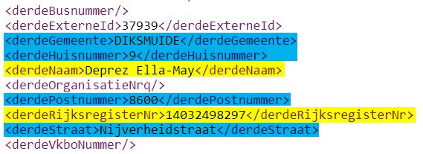 <derdeBusnummer/>
<derdeExterneId>37939</derdeExterneId>
<derdeGemeente>DIKSMUIDE</derdeGemeente>
<derdeHuisnummer>9</derdeHuisnummer>
<derdeNaam>Deprez Ella-May</derdeNaam>
<derdeOrganisatieNrq/>
<derdePostnummer>8600</derdePostnummer>
<derdeRijksregisterNr>14032498297</derdeRijksregisterNr>
<derdeStraat>Nijverheidstraat</derdeStraat>
<derdeVkboNummer/>